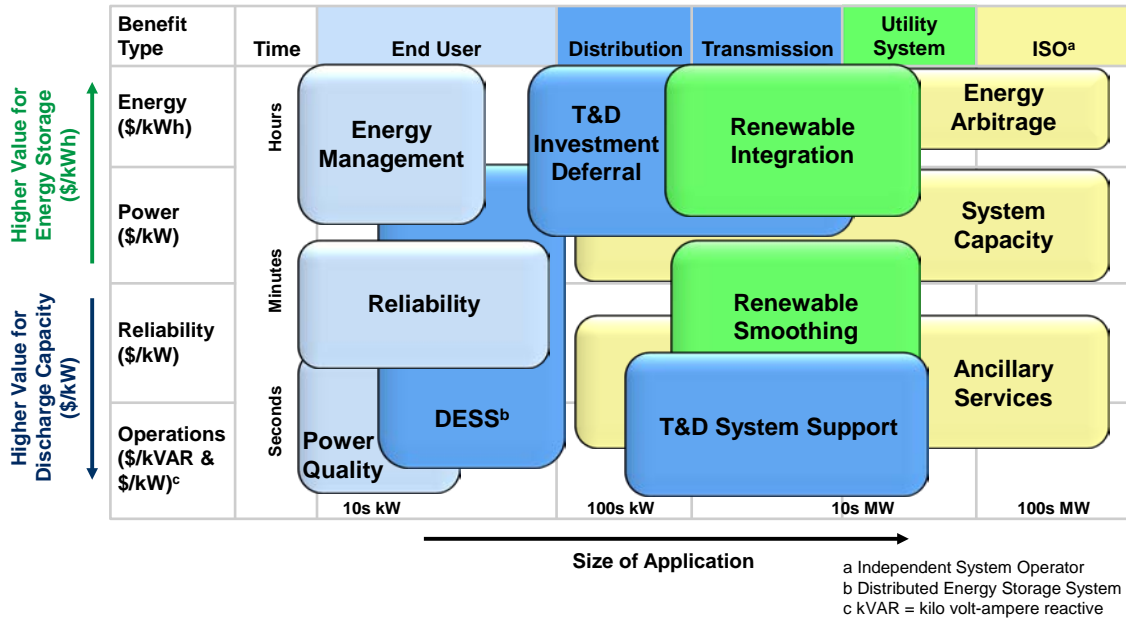 Benefit
Type
Time
End User
Distribution
Transmission
Utility
System
ISOᵃ
Higher Value for
Energy Storage
($/kWh)
Higher Value for
Discharge Capacity
($/kW)
Energy
($/kWh)
Power
($/kW)
Reliability
($/kW)
Operations
($/kVAR &
$/kW)ᶜ
Hours
Minutes
Seconds
Energy
Management
T&D
Investment
Deferral
Renewable
Integration
Energy
Arbitrage
System
Capacity
Reliability
Renewable
Smoothing
Ancillary
Services
DESSᵇ
T&D System Support
Power
Quality
10s kW
100s kW
10s MW
100s MW
Size of Application
a Independent System Operator
b Distributed Energy Storage System
c kVAR = kilo volt-ampere reactive